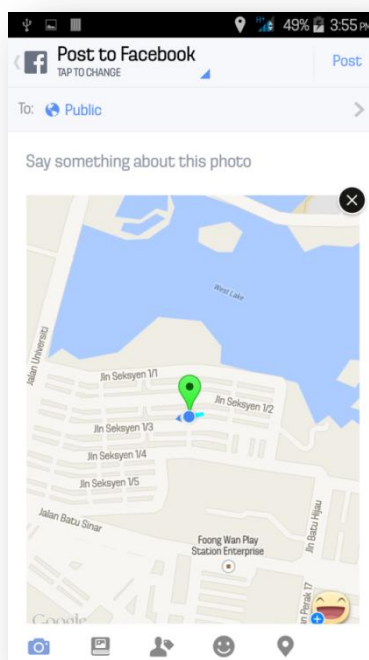 49% 3:55 PM
Post to Facebook
TAP TO CHANGE
Post
To: Public
Say something about this photo
West Lake
Jalan Universiti
Jln Seksyen 1/1
Jln Seksyen 1/2
Jln Seksyen 1/3
Jln Seksyen 1/4
Jln Seksyen 1/5
Jalan Batu Sinar
Foong Wan Play
Station Enterprise
Jln Batu Hijau
Perak 17
Google